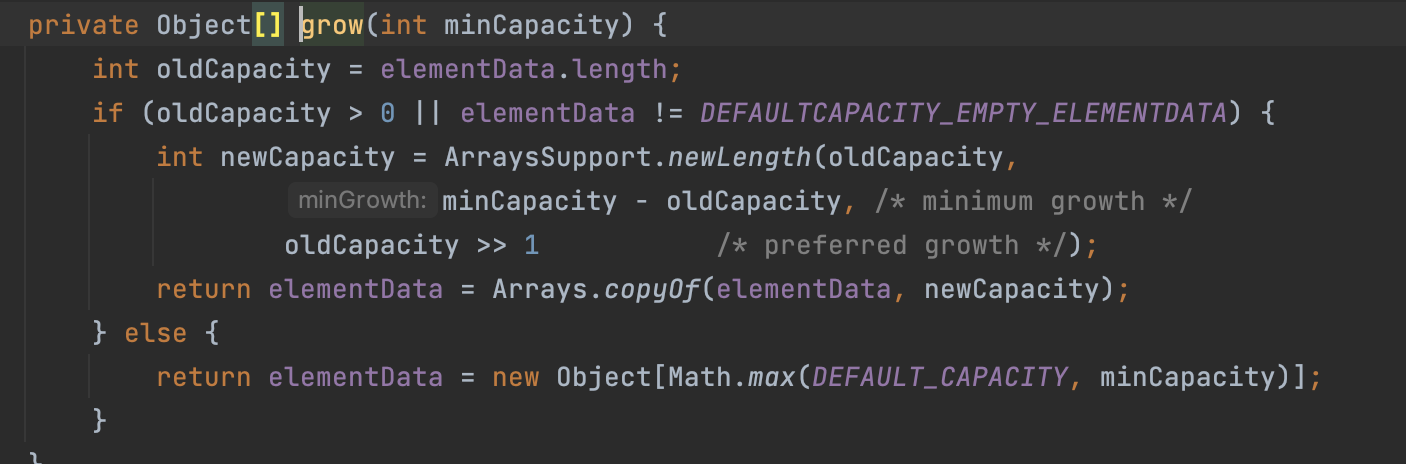 private Object[] grow(int minCapacity) {
int oldCapacity = elementData.length;
if (oldCapacity > 0 || elementData != DEFAULTCAPACITY_EMPTY_ELEMENTDATA) {
int newCapacity = ArraysSupport.newLength(oldCapacity,
minGrowth: minCapacity - oldCapacity, /* minimum growth */
oldCapacity >> 1 /* preferred growth */);
return elementData = Arrays.copyOf(elementData, newCapacity);
} else {
return elementData = new Object[Math.max(DEFAULT_CAPACITY, minCapacity)];
}
}